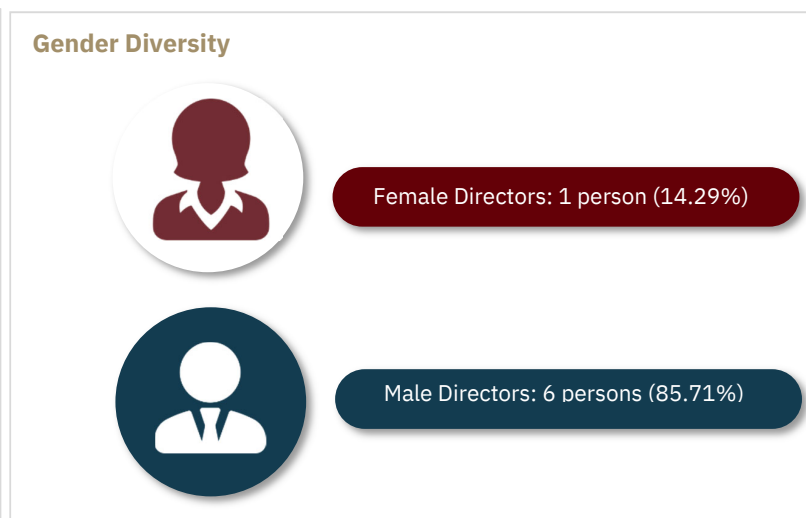 Gender Diversity
Female Directors: 1 person (14.29%)
Male Directors: 6 persons (85.71%)